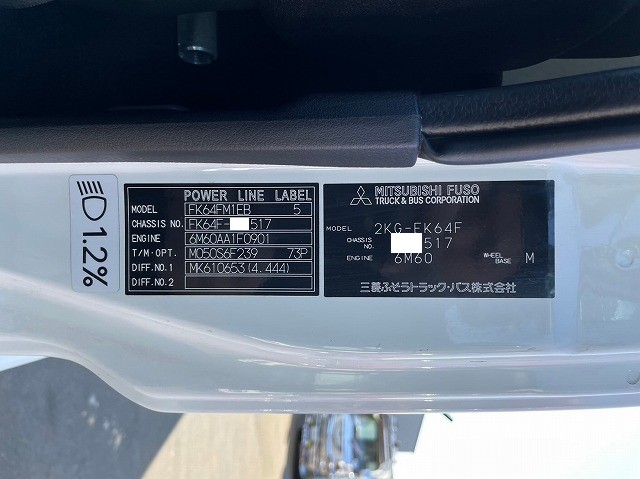 1.2%
POWER LINE LABEL
MODEL FK64FM1EB 5
CHASSIS NO. FK64F- 517
ENGINE 6M60AA1F0901
T/M・OPT. M050S6F239 73P
DIFF.NO.1 MK610653(4.444)
DIFF.NO.2
MITSUBISHI FUSO
TRUCK & BUS CORPORATION
MODEL 2KG-FK64F
CHASSIS NO. 517
ENGINE 6M60 WHEEL BASE M
三菱ふそうトラック・バス株式会社